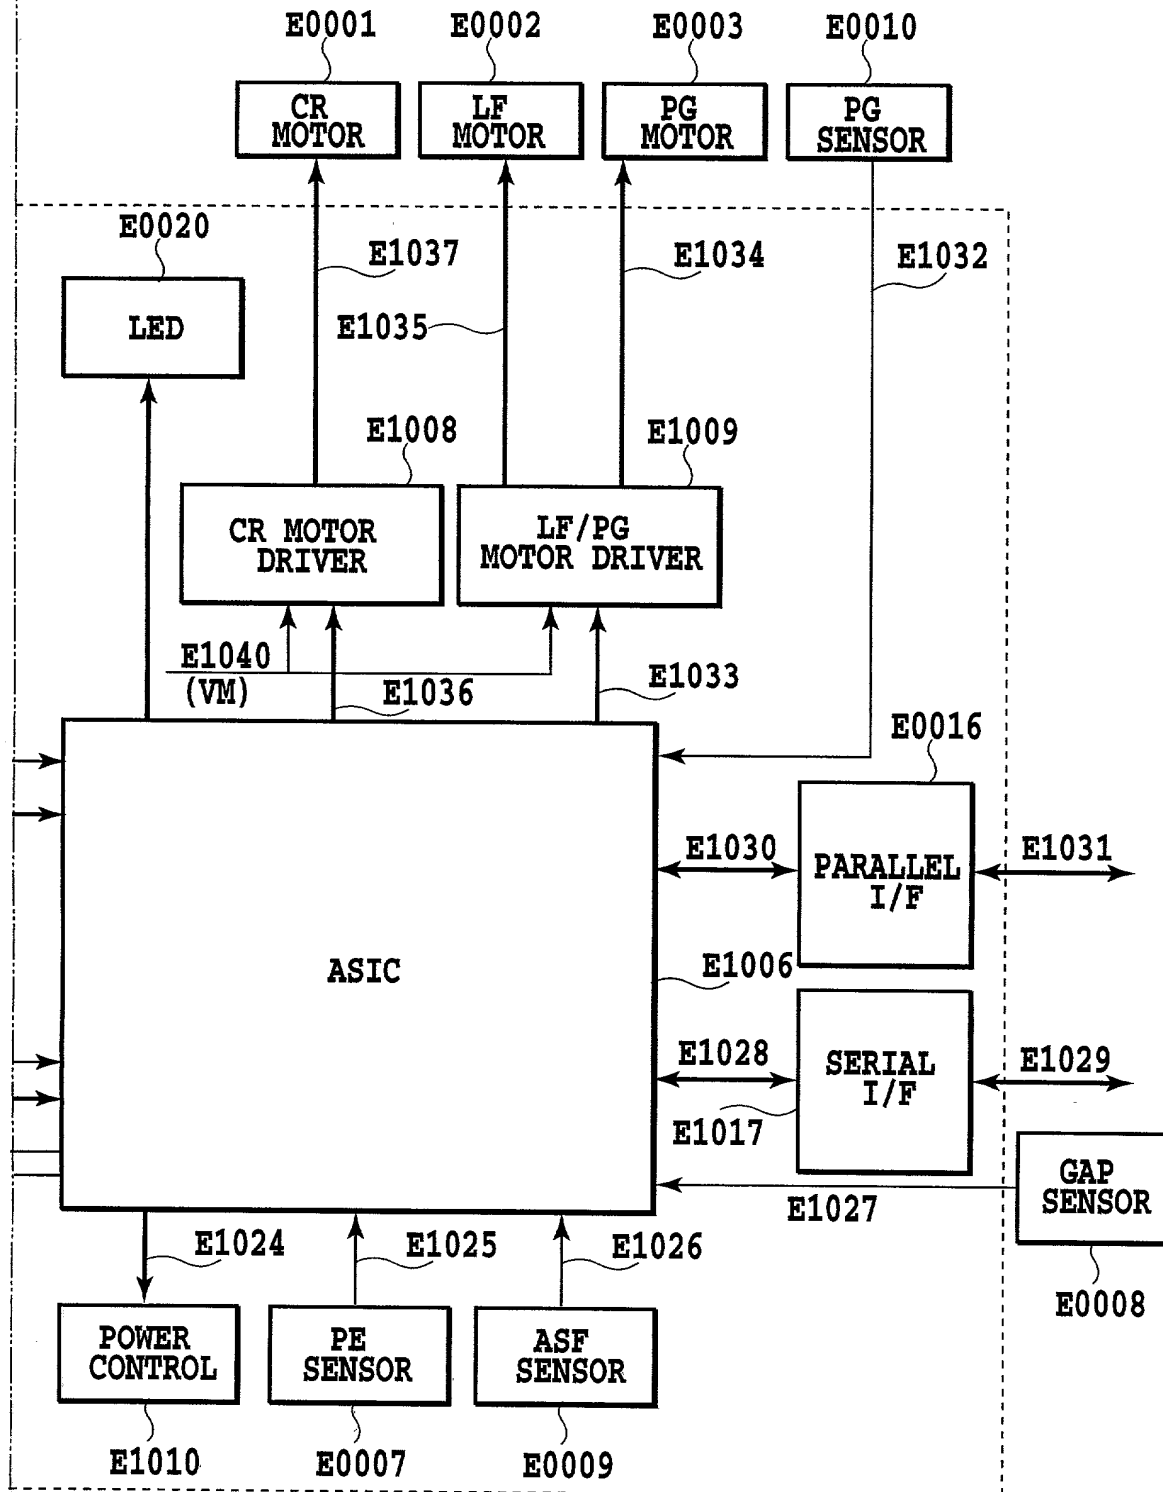 E0001
E0002
E0003
E0010
CR
MOTOR
LF
MOTOR
PG
MOTOR
PG
SENSOR
E0020
E1037
E1034
E1032
LED
E1035
E1008
E1009
CR MOTOR
DRIVER
LF/PG
MOTOR DRIVER
E1040
(VM)
E1036
E1033
E0016
E1030
PARALLEL
I/F
E1031
ASIC
E1006
E1028
SERIAL
I/F
E1029
E1017
GAP
SENSOR
E1027
E1024
E1025
E1026
E0008
POWER
CONTROL
PE
SENSOR
ASF
SENSOR
E1010
E0007
E0009